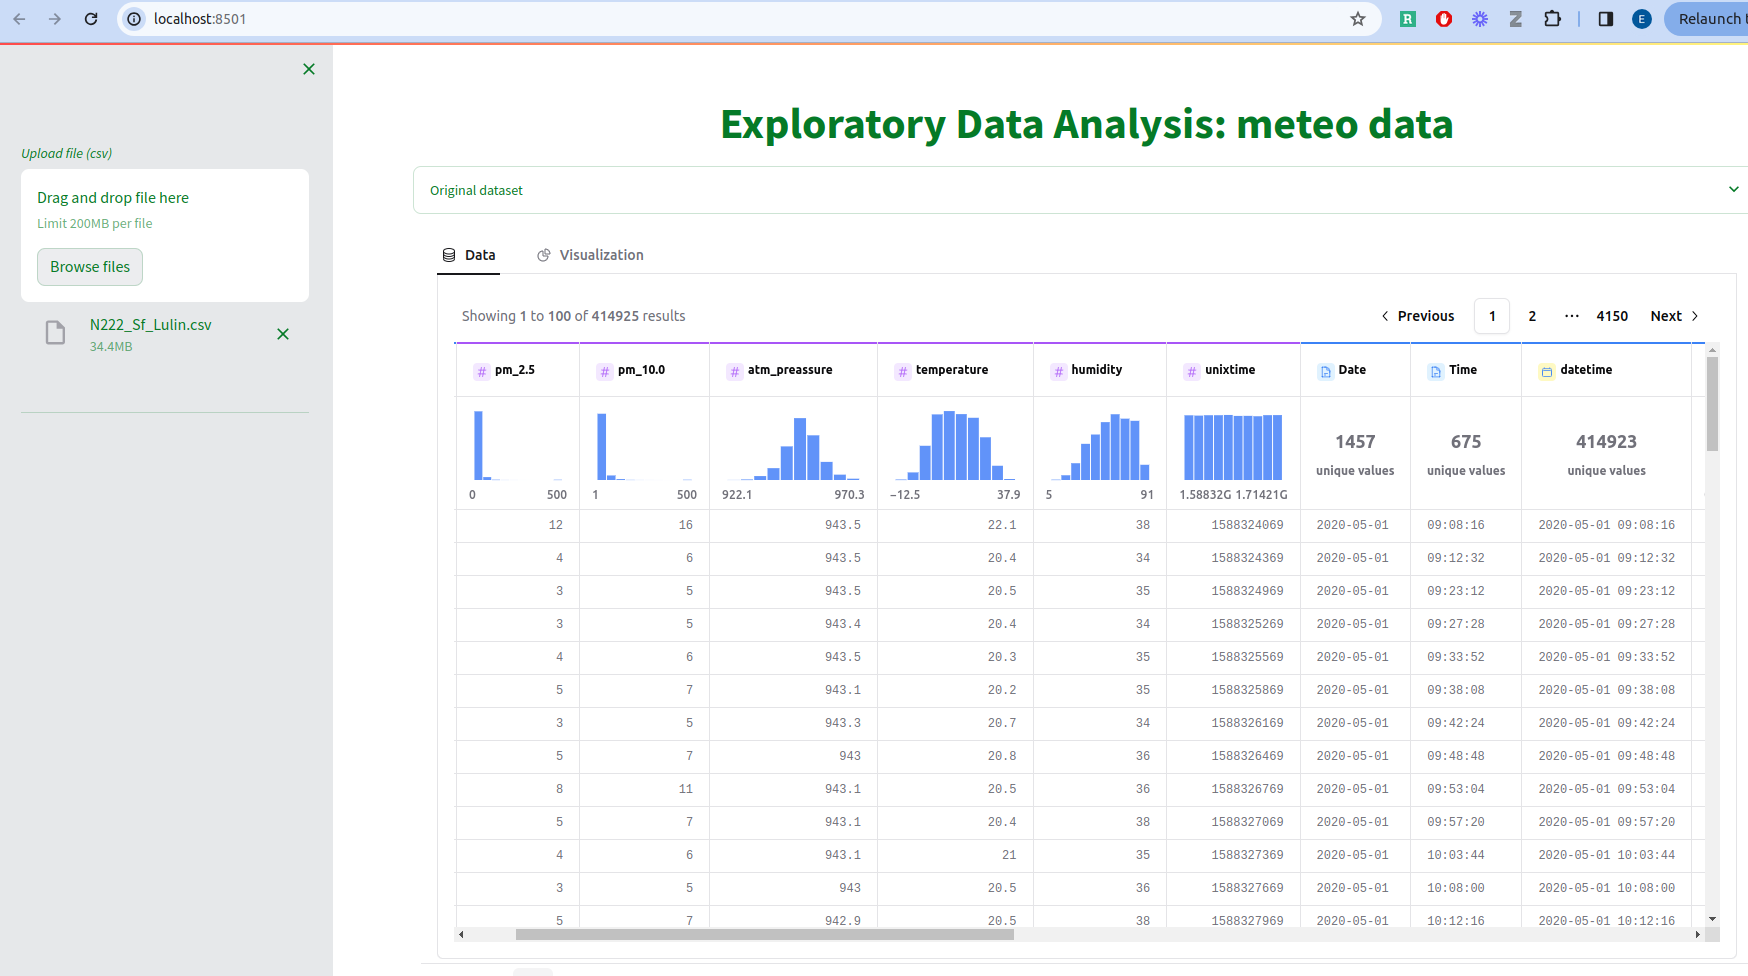 localhost:8501
R
Z
E
Relaunch t
Exploratory Data Analysis: meteo data
Upload file (csv)
Drag and drop file here
Limit 200MB per file
Browse files
N222_Sf_Lulin.csv
34.4MB
Original dataset
Data Visualization
Showing 1 to 100 of 414925 results
Previous 1 2 ··· 4150 Next
# pm_2.5 # pm_10.0 # atm_preassure # temperature # humidity # unixtime Date Time datetime
1457 675 414923
unique values unique values unique values
0 500 1 500 922.1 970.3 −12.5 37.9 5 91 1.58832G 1.71421G
12 16 943.5 22.1 38 1588324069 2020-05-01 09:08:16 2020-05-01 09:08:16
4 6 943.5 20.4 34 1588324369 2020-05-01 09:12:32 2020-05-01 09:12:32
3 5 943.5 20.5 35 1588324969 2020-05-01 09:23:12 2020-05-01 09:23:12
3 5 943.4 20.4 34 1588325269 2020-05-01 09:27:28 2020-05-01 09:27:28
4 6 943.5 20.3 35 1588325569 2020-05-01 09:33:52 2020-05-01 09:33:52
5 7 943.1 20.2 35 1588325869 2020-05-01 09:38:08 2020-05-01 09:38:08
3 5 943.3 20.7 34 1588326169 2020-05-01 09:42:24 2020-05-01 09:42:24
5 7 943 20.8 36 1588326469 2020-05-01 09:48:48 2020-05-01 09:48:48
8 11 943.1 20.5 36 1588326769 2020-05-01 09:53:04 2020-05-01 09:53:04
5 7 943.1 20.4 38 1588327069 2020-05-01 09:57:20 2020-05-01 09:57:20
4 6 943.1 21 35 1588327369 2020-05-01 10:03:44 2020-05-01 10:03:44
3 5 943 20.5 36 1588327669 2020-05-01 10:08:00 2020-05-01 10:08:00
5 7 942.9 20.5 38 1588327969 2020-05-01 10:12:16 2020-05-01 10:12:16